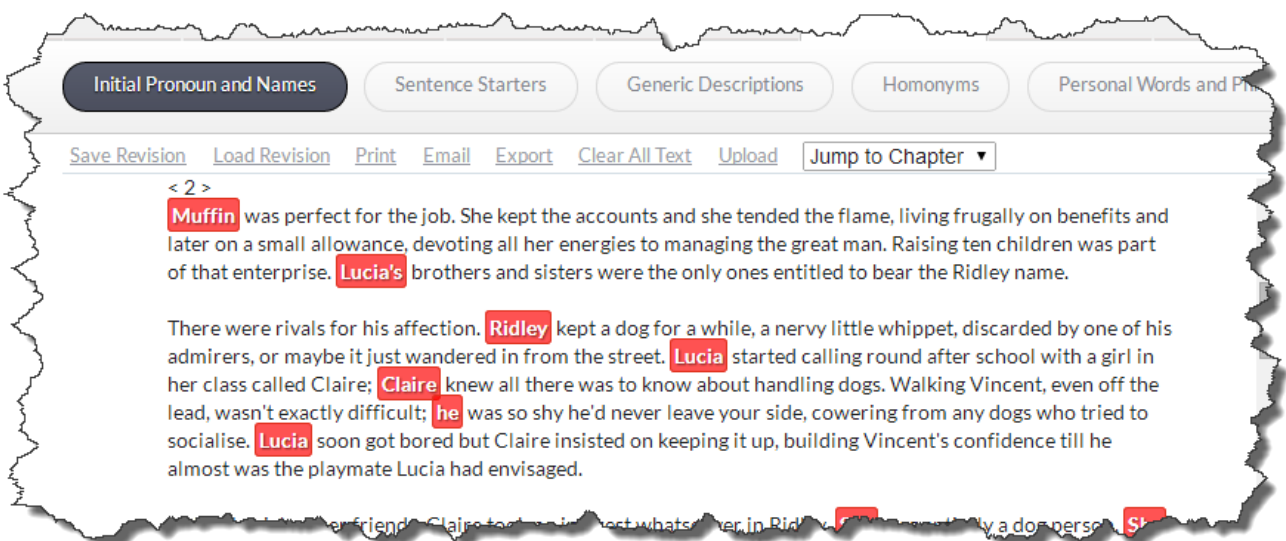 Initial Pronoun and Names Sentence Starters Generic Descriptions Homonyms Personal Words and
Save Revision Load Revision Print Email Export Clear All Text Upload Jump to Chapter
< 2 >
Muffin was perfect for the job. She kept the accounts and she tended the flame, living frugally on benefits and
later on a small allowance, devoting all her energies to managing the great man. Raising ten children was part
of that enterprise. Lucia's brothers and sisters were the only ones entitled to bear the Ridley name.
There were rivals for his affection. Ridley kept a dog for a while, a nervy little whippet, discarded by one of his
admirers, or maybe it just wandered in from the street. Lucia started calling round after school with a girl in
her class called Claire; Claire knew all there was to know about handling dogs. Walking Vincent, even off the
lead, wasn't exactly difficult; he was so shy he'd never leave your side, cowering from any dogs who tried to
socialise. Lucia soon got bored but Claire insisted on keeping it up, building Vincent's confidence till he
almost was the playmate Lucia had envisaged.
Claire in a dog person.